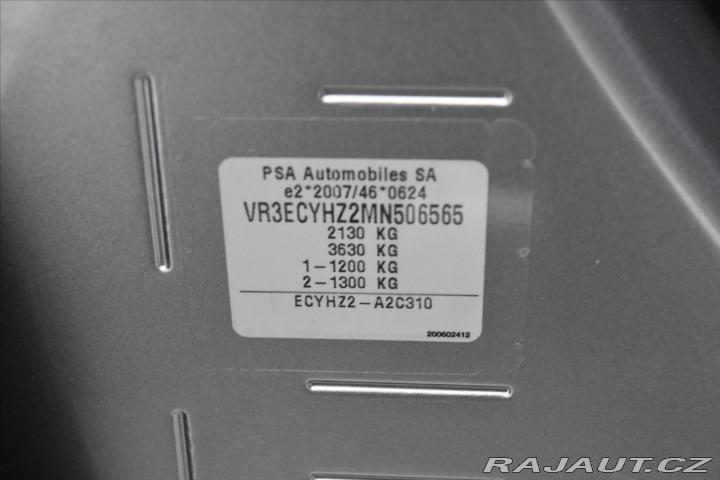 PSA Automobiles SA
e2*2007/46*0624
VR3ECYHZ2MN506565
2130 KG
3630 KG
1-1200 KG
2-1300 KG
ECYHZ2-A2C310
200602412
RAJAUT.CZ